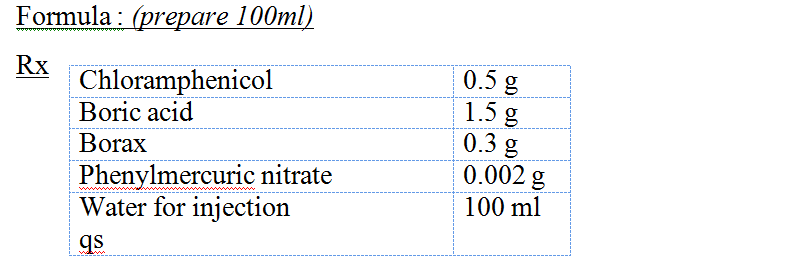 Formula : (prepare 100ml)
Rx
Chloramphenicol 0.5 g
Boric acid 1.5 g
Borax 0.3 g
Phenylmercuric nitrate 0.002 g
Water for injection 100 ml
qs